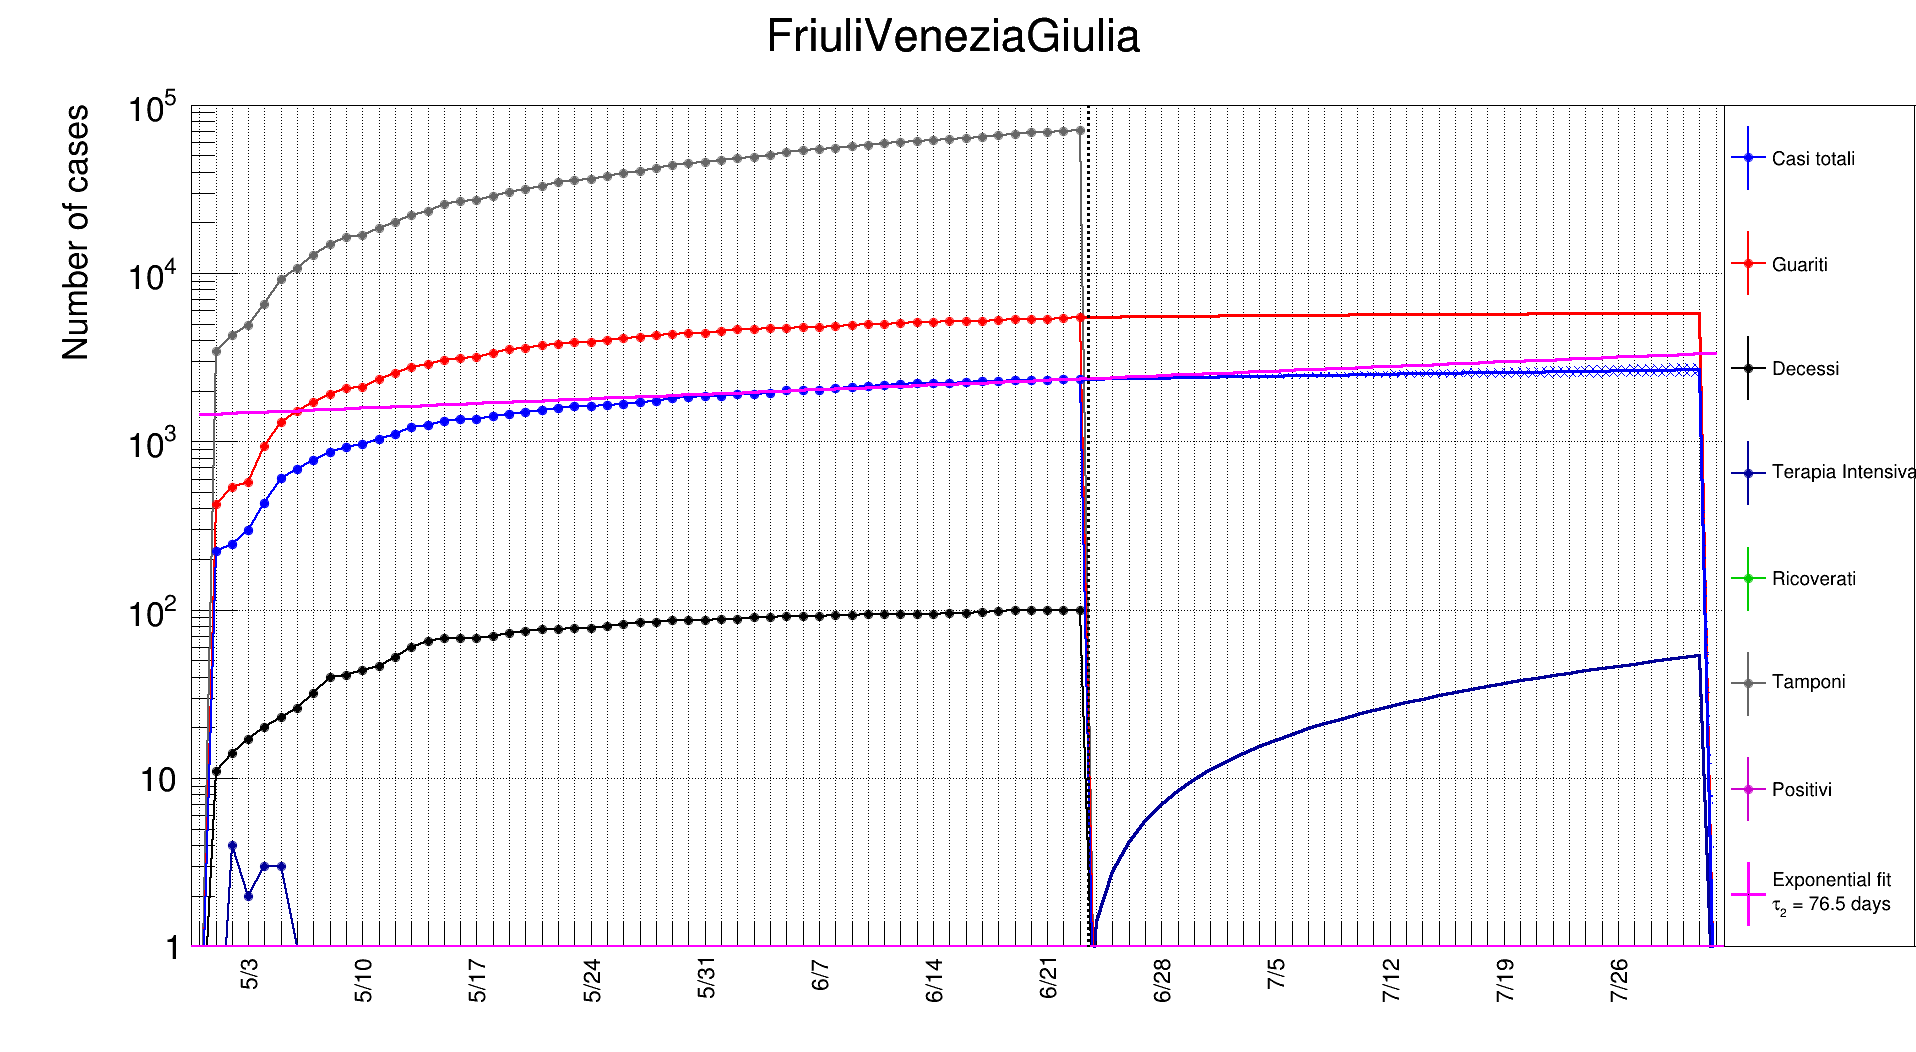 FriuliVeneziaGiulia
Number of cases
10^5
10^4
10^3
10^2
10
1
5/3
5/10
5/17
5/24
5/31
6/7
6/14
6/21
6/28
7/5
7/12
7/19
7/26
Casi totali
Guariti
Decessi
Terapia Intensiva
Ricoverati
Tamponi
Positivi
Exponential fit
τ₂ = 76.5 days